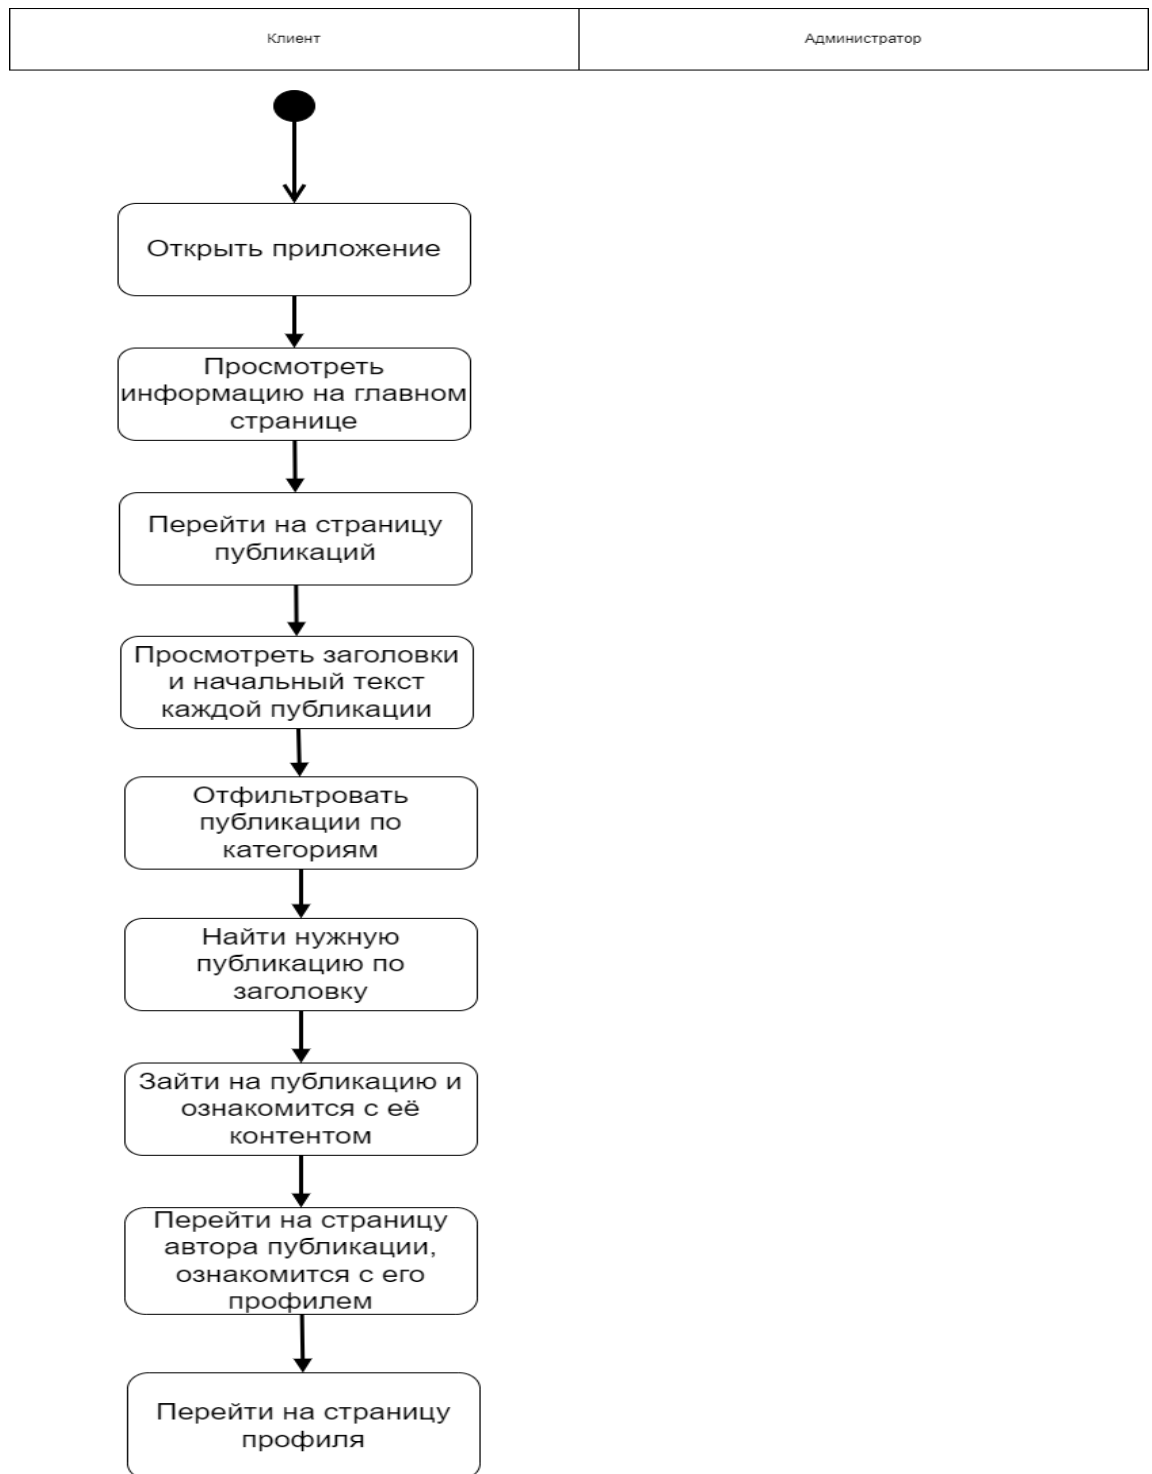 Клиент
Администратор
Открыть приложение
Просмотреть
информацию на главном
странице
Перейти на страницу
публикаций
Просмотреть заголовки
и начальный текст
каждой публикации
Отфильтровать
публикации по
категориям
Найти нужную
публикацию по
заголовку
Зайти на публикацию и
ознакомится с её
контентом
Перейти на страницу
автора публикации,
ознакомится с его
профилем
Перейти на страницу
профиля